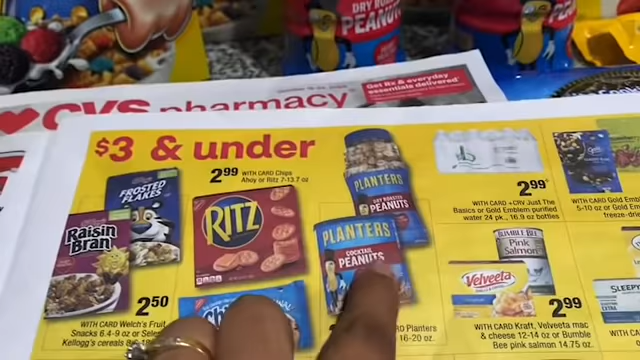 DRY ROASTED
PEANUTS
CVS pharmacy
Get Rx & everyday
essentials delivered.
$3 & under
2.99 WITH CARD Chips
Ahoy or Ritz 7-13.7 oz
FROSTED
FLAKES
Raisin
Bran
RITZ
PLANTERS
DRY ROASTED
PEANUTS
PLANTERS
COCKTAIL
PEANUTS
2.50
WITH CARD Welch's Fruit
Snacks 6.4-9 oz or Select
Kellogg's cereals
Planters
16-20 oz.
2.99
WITH CARD + CRV Just The
Basics or Gold Emblem purified
water 24 pk., 16.9 oz bottles
BUMBLE BEE
Pink
SALMON
Velveeta
2.99
WITH CARD Kraft, Velveeta mac
& cheese 12-14 oz or Bumble
Bee pink salmon 14.75 oz.
WITH CARD Gold
5-10 oz or Gold Em
freeze-dr
SLEEP
EXTRA
WITH CA